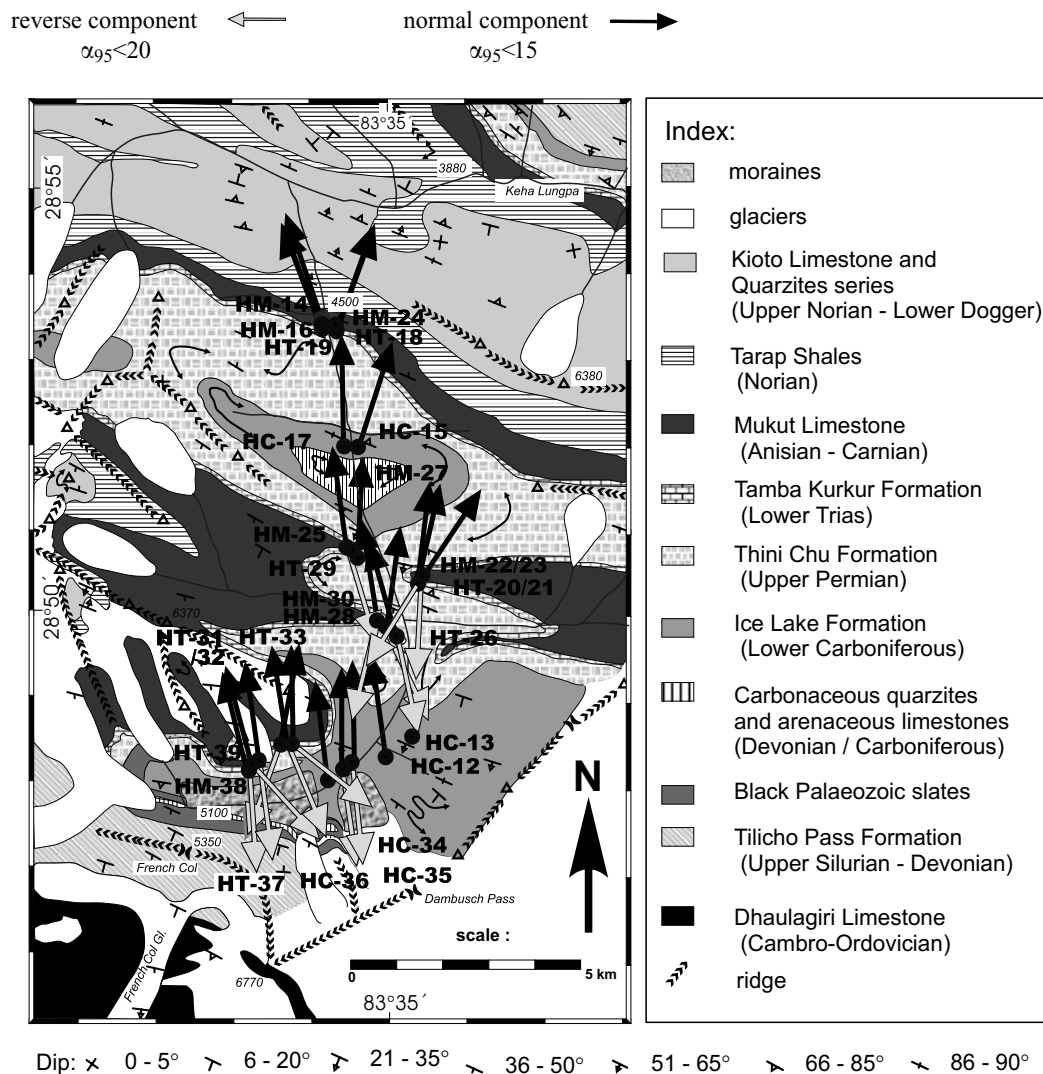 reverse component
normal component
α95<20
α95<15
83°35´
28°55´
3880
Keha Lungpa
4500
HM-14
HM-24
HM-16
HT-18
HT-19
6380
HC-15
HC-17
HM-27
HM-25
HT-29
HM-22/23
HT-20/21
HM-30
HM-28
28°50´
6370
HT-31
/32
HT-33
HT-26
HT-39
HM-38
HC-13
HC-12
5100
5350
French Col
HC-34
HT-37
HC-36
HC-35
N
Dambusch Pass
scale :
0
5 km
French Col Gl.
6770
83°35´
Index:
moraines
glaciers
Kioto Limestone and
Quarzites series
(Upper Norian - Lower Dogger)
Tarap Shales
(Norian)
Mukut Limestone
(Anisian - Carnian)
Tamba Kurkur Formation
(Lower Trias)
Thini Chu Formation
(Upper Permian)
Ice Lake Formation
(Lower Carboniferous)
Carbonaceous quarzites
and arenaceous limestones
(Devonian / Carboniferous)
Black Palaeozoic slates
Tilicho Pass Formation
(Upper Silurian - Devonian)
Dhaulagiri Limestone
(Cambro-Ordovician)
ridge
Dip: 0 - 5° 6 - 20° 21 - 35° 36 - 50° 51 - 65° 66 - 85° 86 - 90°